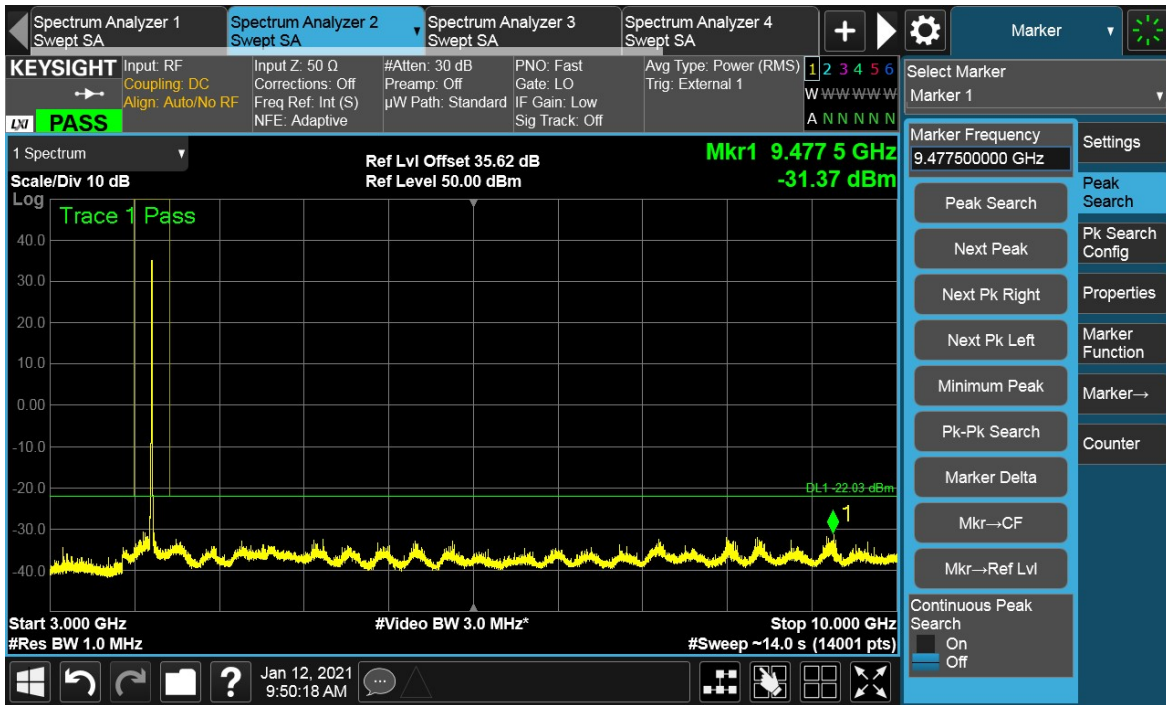 Spectrum Analyzer 1
Swept SA
Spectrum Analyzer 2
Swept SA
Spectrum Analyzer 3
Swept SA
Spectrum Analyzer 4
Swept SA
+
Marker
KEYSIGHT
LXI
PASS
Input: RF
Coupling: DC
Align: Auto/No RF
Input Z: 50 Ω
Corrections: Off
Freq Ref: Int (S)
NFE: Adaptive
#Atten: 30 dB
Preamp: Off
µW Path: Standard
PNO: Fast
Gate: LO
IF Gain: Low
Sig Track: Off
Avg Type: Power (RMS)
Trig: External 1
1 2 3 4 5 6
W W W W W W
A N N N N N
Select Marker
Marker 1
1 Spectrum
Scale/Div 10 dB
Ref Lvl Offset 35.62 dB
Ref Level 50.00 dBm
Mkr1 9.477 5 GHz
-31.37 dBm
Log
Trace 1 Pass
40.0
30.0
20.0
10.0
0.00
-10.0
-20.0
-30.0
-40.0
DL1 -22.03 dBm
1
Start 3.000 GHz
#Res BW 1.0 MHz
#Video BW 3.0 MHz*
Stop 10.000 GHz
#Sweep ~14.0 s (14001 pts)
Marker Frequency
9.477500000 GHz
Peak Search
Next Peak
Next Pk Right
Next Pk Left
Minimum Peak
Pk-Pk Search
Marker Delta
Mkr→CF
Mkr→Ref Lvl
Continuous Peak
Search
On
Off
Settings
Peak
Search
Pk Search
Config
Properties
Marker
Function
Marker→
Counter
?
Jan 12, 2021
9:50:18 AM